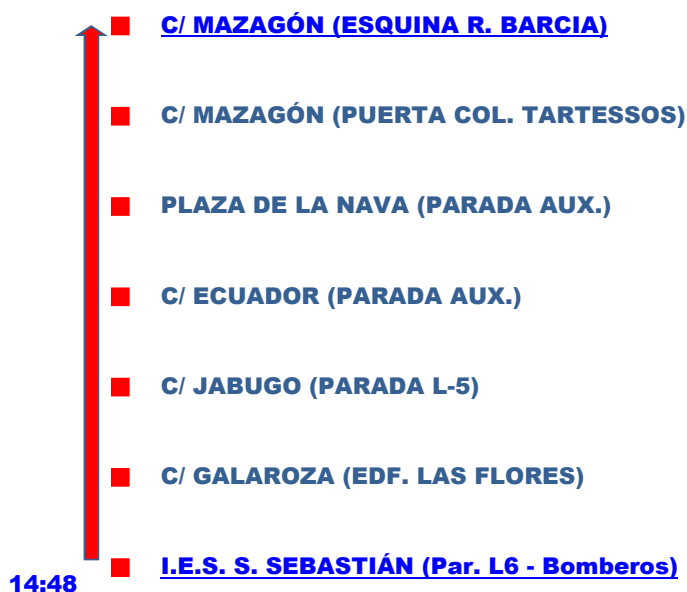 C/ MAZAGÓN (ESQUINA R. BARCIA)
C/ MAZAGÓN (PUERTA COL. TARTESSOS)
PLAZA DE LA NAVA (PARADA AUX.)
C/ ECUADOR (PARADA AUX.)
C/ JABUGO (PARADA L-5)
C/ GALAROZA (EDF. LAS FLORES)
I.E.S. S. SEBASTIÁN (Par. L6 - Bomberos)
14:48